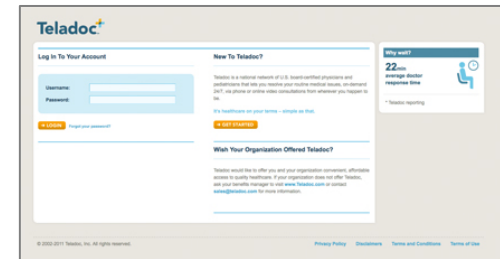 Teladoc
Log In To Your Account
Username:
Password:
LOGIN
Forgot your password?
New To Teladoc?
Teladoc is a national network of U.S. board-certified physicians and
pediatricians that lets you resolve your routine medical issues, on-demand
24/7, via phone or online video consultations from wherever you happen to
be.
It's healthcare on your terms – simple as that.
GET STARTED
Wish Your Organization Offered Teladoc?
Teladoc would like to offer you and your organization convenient, affordable
access to quality healthcare. If your organization does not offer Teladoc,
ask your benefits manager to visit www.Teladoc.com or contact
sales@teladoc.com for more information.
Why wait?
22min
average doctor
response time
* Teladoc reporting
© 2002-2011 Teladoc, Inc. All rights reserved.
Privacy Policy Disclaimers Terms and Conditions Terms of Use